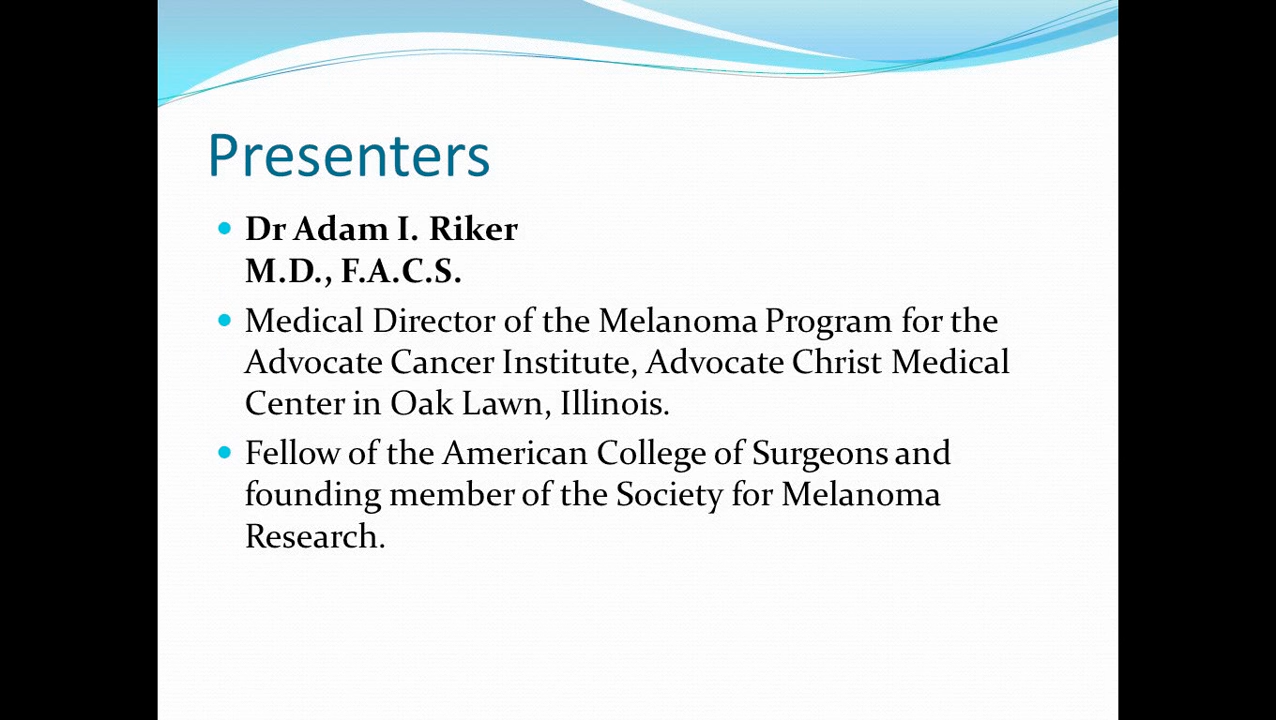 Presenters
Dr Adam I. Riker
M.D., F.A.C.S.
Medical Director of the Melanoma Program for the
Advocate Cancer Institute, Advocate Christ Medical
Center in Oak Lawn, Illinois.
Fellow of the American College of Surgeons and
founding member of the Society for Melanoma
Research.